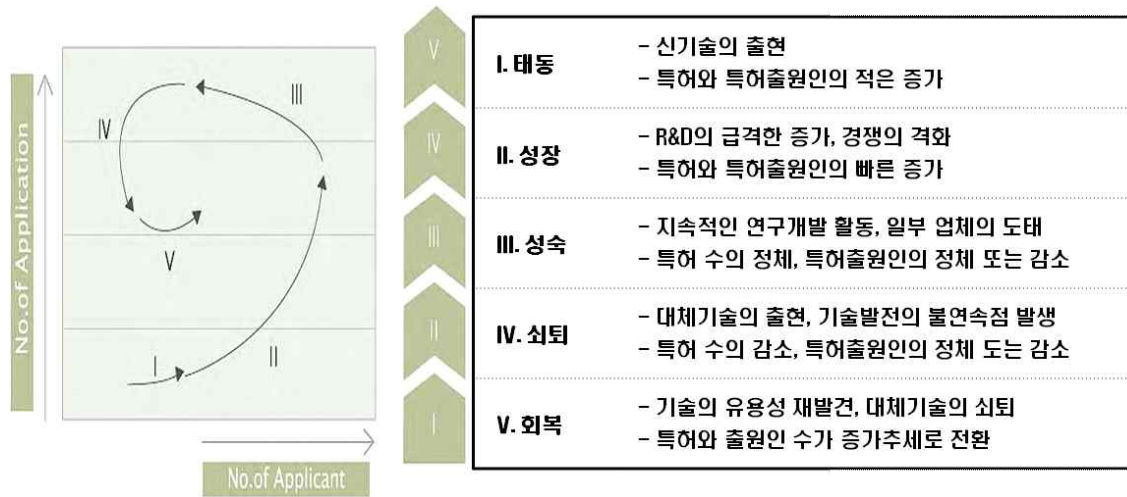 No.of Application
III
IV
V
II
I
No.of Applicant
V
IV
III
II
I
I. 태동
- 신기술의 출현
- 특허와 특허출원인의 적은 증가
II. 성장
- R&D의 급격한 증가, 경쟁의 격화
- 특허와 특허출원인의 빠른 증가
III. 성숙
- 지속적인 연구개발 활동, 일부 업체의 도태
- 특허 수의 정체, 특허출원인의 정체 또는 감소
IV. 쇠퇴
- 대체기술의 출현, 기술발전의 불연속점 발생
- 특허 수의 감소, 특허출원인의 정체 도는 감소
V. 회복
- 기술의 유용성 재발견, 대체기술의 쇠퇴
- 특허와 출원인 수가 증가추세로 전환